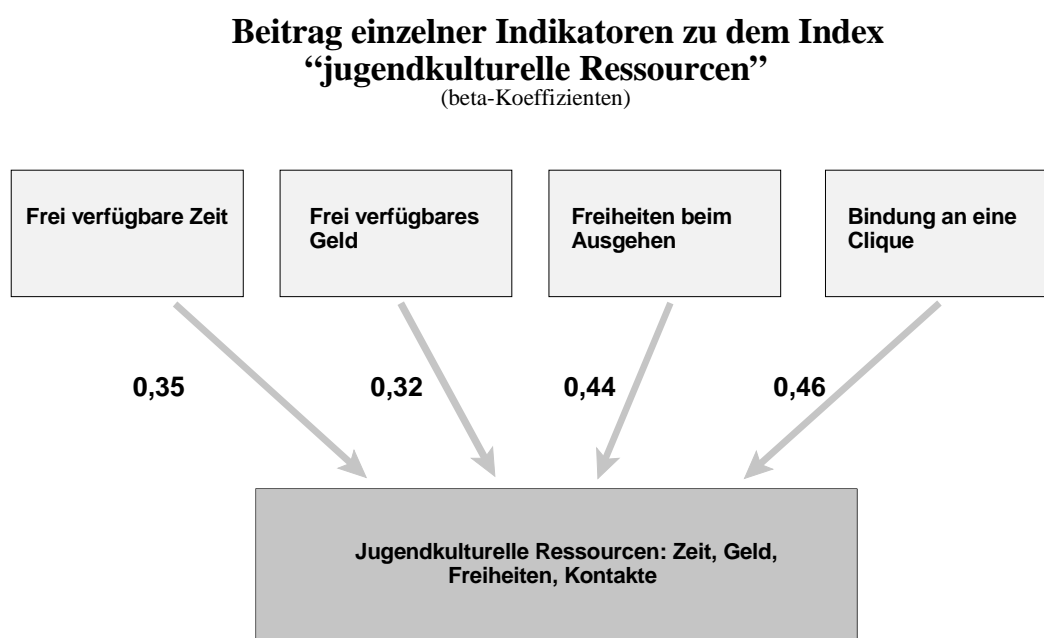 Beitrag einzelner Indikatoren zu dem Index
“jugendkulturelle Ressourcen”
(beta-Koeffizienten)
Frei verfügbare Zeit
Frei verfügbares
Geld
Freiheiten beim
Ausgehen
Bindung an eine
Clique
0,35
0,32
0,44
0,46
Jugendkulturelle Ressourcen: Zeit, Geld,
Freiheiten, Kontakte